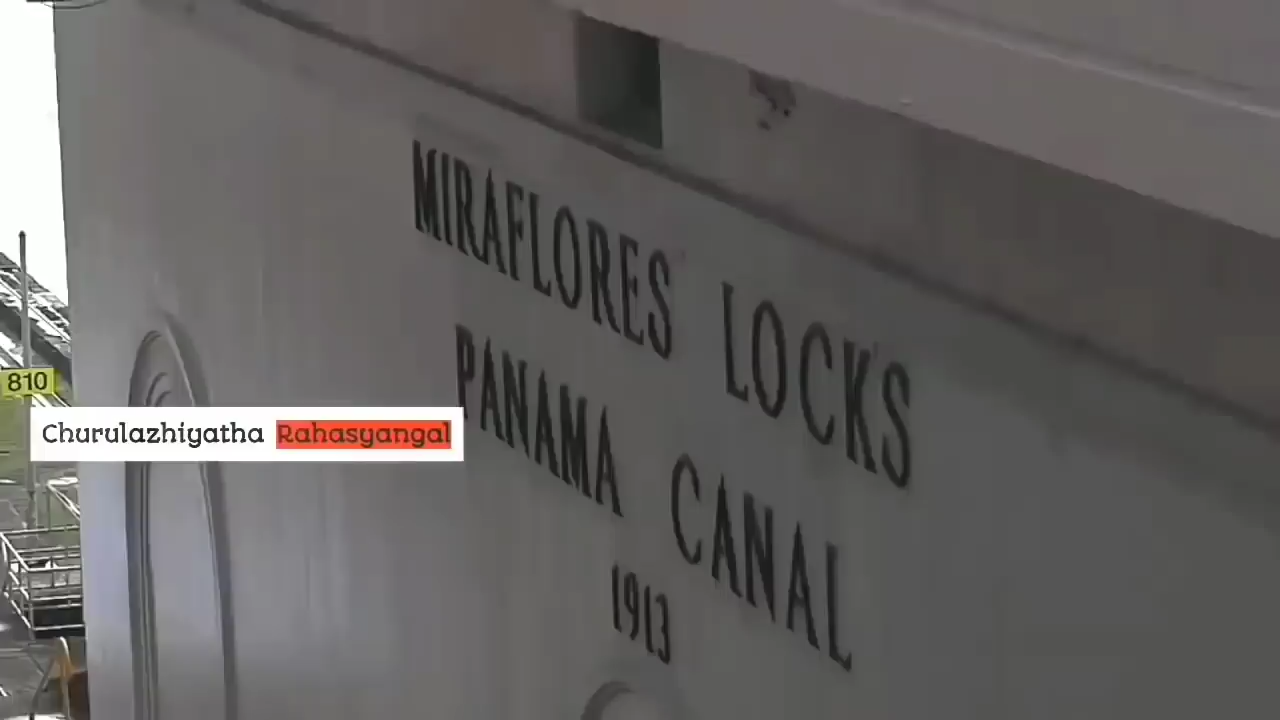 MIRAFLORES LOCKS
PANAMA CANAL
1913
810
Churulazhiyatha Rahasyangal